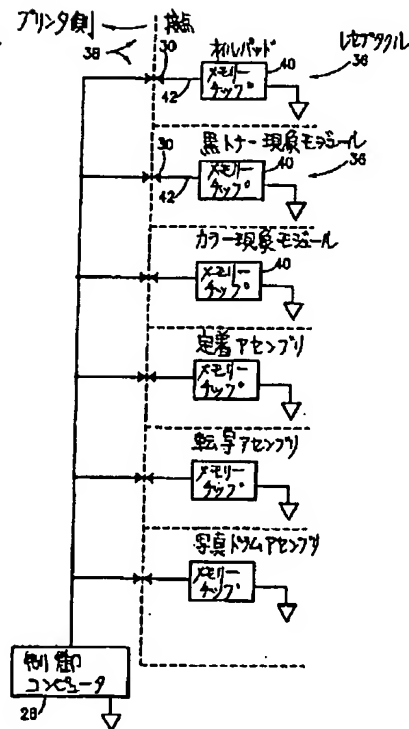 プリンタ側 接点
38 30 オイルパッド レセプタクル
42 メモリーチップ 40 36
黒トナー現象モジュール
30 42 メモリーチップ 40 36
カラー現象モジュール
メモリーチップ 40
定着アセンブリ
メモリーチップ
転写アセンブリ
メモリーチップ
写真ドラムアセンブリ
メモリーチップ
制御
コンピュータ
28